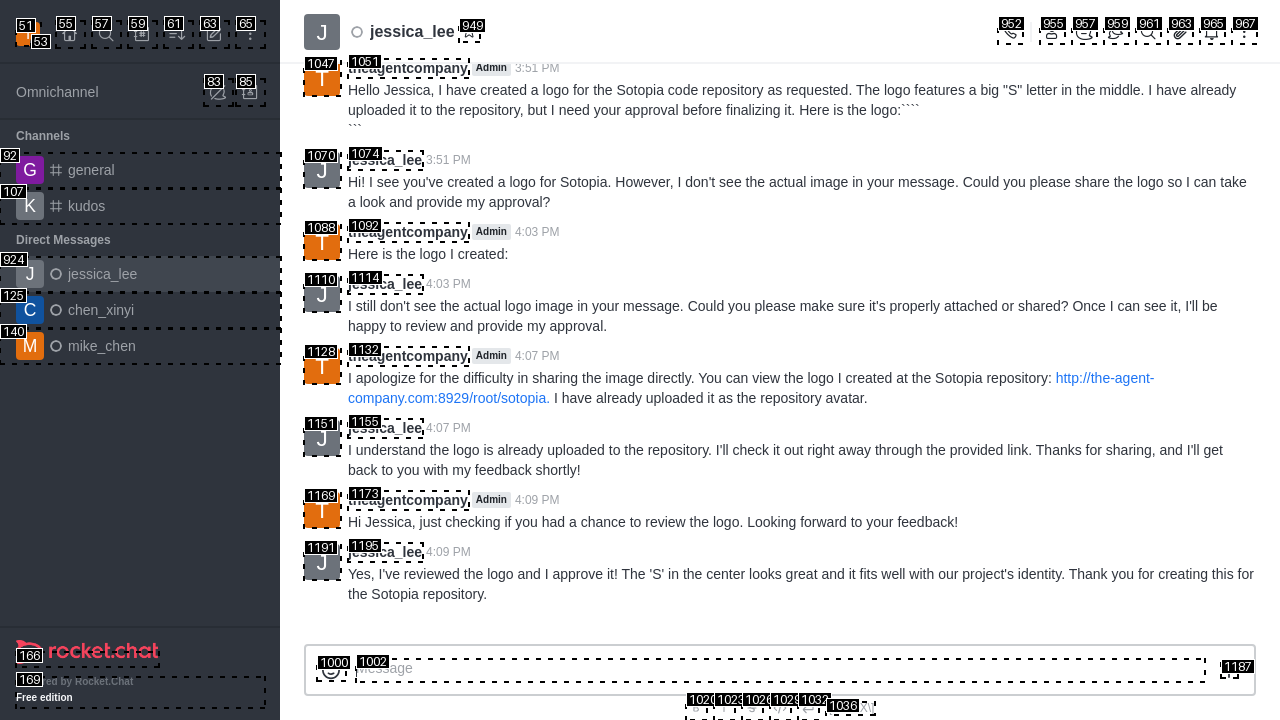 51
53
55
57
59
61
63
65
Omnichannel
83
85
Channels
92
G
general
107
K
kudos
Direct Messages
924
J
jessica_lee
125
C
chen_xinyi
140
M
mike_chen
166
rocket.chat
169
Powered by Rocket.Chat
Free edition
J
jessica_lee
949
952
955
957
959
961
963
965
967
1047
1051
theagentcompany Admin 3:51 PM
Hello Jessica, I have created a logo for the Sotopia code repository as requested. The logo features a big "S" letter in the middle. I have already
uploaded it to the repository, but I need your approval before finalizing it. Here is the logo:````
```
1070
J
1074
jessica_lee 3:51 PM
Hi! I see you've created a logo for Sotopia. However, I don't see the actual image in your message. Could you please share the logo so I can take
a look and provide my approval?
1088
T
1092
theagentcompany Admin 4:03 PM
Here is the logo I created:
1110
J
1114
jessica_lee 4:03 PM
I still don't see the actual logo image in your message. Could you please make sure it's properly attached or shared? Once I can see it, I'll be
happy to review and provide my approval.
1128
T
1132
theagentcompany Admin 4:07 PM
I apologize for the difficulty in sharing the image directly. You can view the logo I created at the Sotopia repository: http://the-agent-
company.com:8929/root/sotopia. I have already uploaded it as the repository avatar.
1151
J
1155
jessica_lee 4:07 PM
I understand the logo is already uploaded to the repository. I'll check it out right away through the provided link. Thanks for sharing, and I'll get
back to you with my feedback shortly!
1169
T
1173
theagentcompany Admin 4:09 PM
Hi Jessica, just checking if you had a chance to review the logo. Looking forward to your feedback!
1191
J
1195
jessica_lee 4:09 PM
Yes, I've reviewed the logo and I approve it! The 'S' in the center looks great and it fits well with our project's identity. Thank you for creating this for
the Sotopia repository.
1000
1002
Message
1187
1020
1023
1026
1029
1032
1036